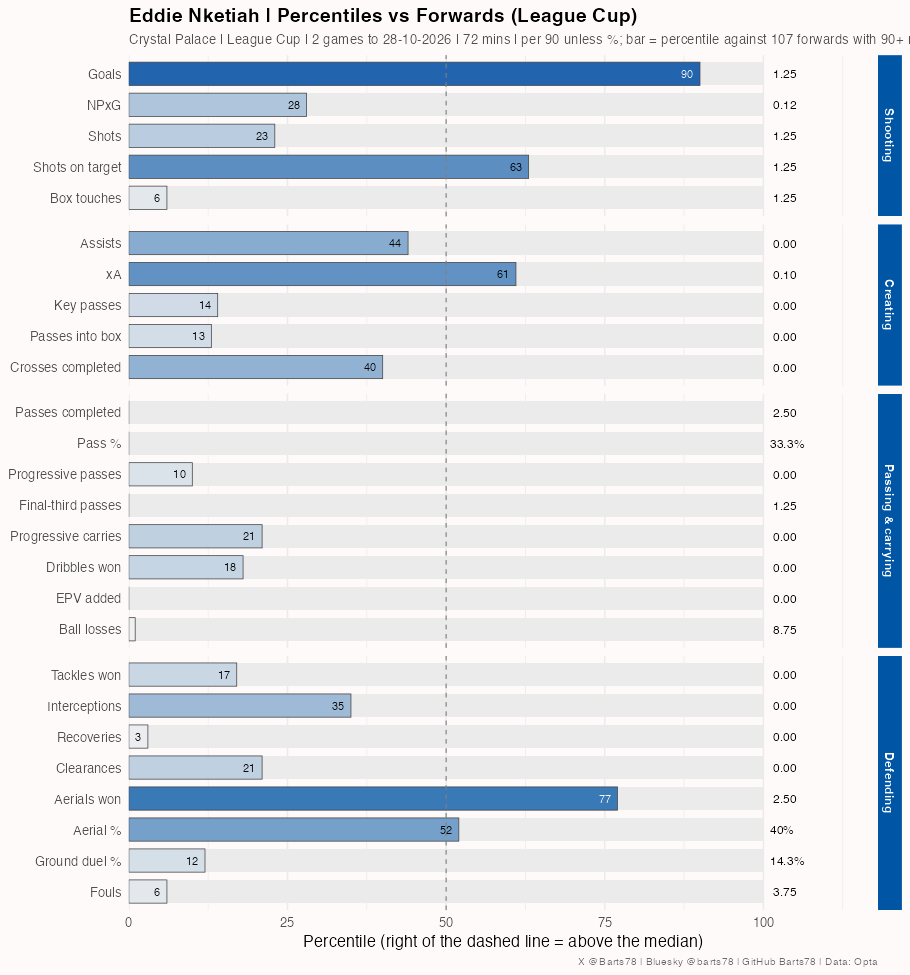 Eddie Nketiah | Percentiles vs Forwards (League Cup)
Crystal Palace | League Cup | 2 games to 28-10-2026 | 72 mins | per 90 unless %; bar = percentile against 107 forwards with 90+
Goals 90 1.25
NPxG 28 0.12
Shots 23 1.25
Shots on target 63 1.25
Box touches 6 1.25
Shooting
Assists 44 0.00
xA 61 0.10
Key passes 14 0.00
Passes into box 13 0.00
Crosses completed 40 0.00
Creating
Passes completed 2.50
Pass % 33.3%
Progressive passes 10 0.00
Final-third passes 1.25
Progressive carries 21 0.00
Dribbles won 18 0.00
EPV added 0.00
Ball losses 8.75
Passing & carrying
Tackles won 17 0.00
Interceptions 35 0.00
Recoveries 3 0.00
Clearances 21 0.00
Aerials won 77 2.50
Aerial % 52 40%
Ground duel % 12 14.3%
Fouls 6 3.75
Defending
0 25 50 75 100
Percentile (right of the dashed line = above the median)
X @Barts78 | Bluesky @barts78 | GitHub Barts78 | Data: Opta